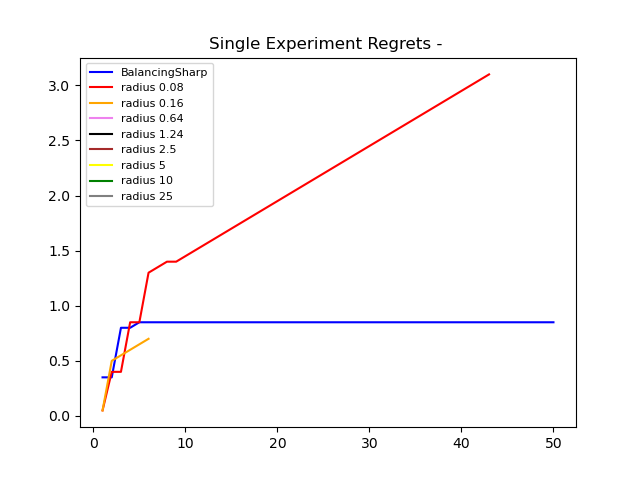 Single Experiment Regrets -
BalancingSharp
radius 0.08
radius 0.16
radius 0.64
radius 1.24
radius 2.5
radius 5
radius 10
radius 25
3.0
2.5
2.0
1.5
1.0
0.5
0.0
0 10 20 30 40 50